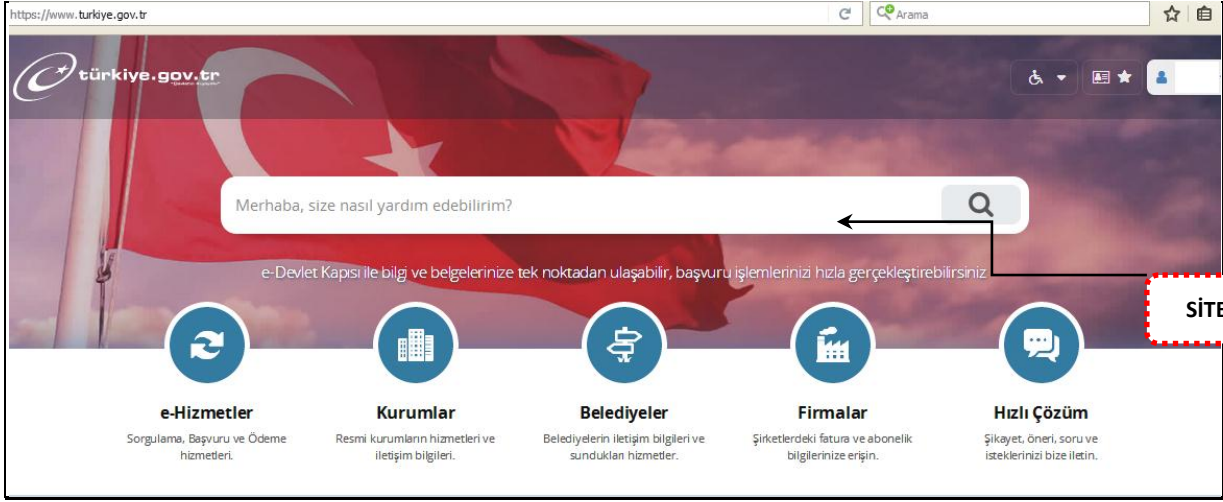 https://www.turkiye.gov.tr
Arama
türkiye.gov.tr
Merhaba, size nasıl yardım edebilirim?
e-Devlet Kapısı ile bilgi ve belgelerinize tek noktadan ulaşabilir, başvuru işlemlerinizi hızla gerçekleştirebilirsiniz
SİTE
e-Hizmetler
Sorgulama, Başvuru ve Ödeme
hizmetleri.
Kurumlar
Resmi kurumların hizmetleri ve
iletişim bilgileri.
Belediyeler
Belediyelerin iletişim bilgileri ve
sundukları hizmetler.
Firmalar
Şirketlerdeki fatura ve abonelik
bilgilerinize erişin.
Hızlı Çözüm
Şikayet, öneri, soru ve
isteklerinizi bize iletin.